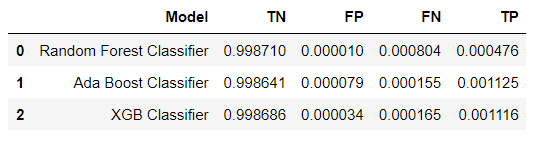 Model TN FP FN TP
0 Random Forest Classifier 0.998710 0.000010 0.000804 0.000476
1 Ada Boost Classifier 0.998641 0.000079 0.000155 0.001125
2 XGB Classifier 0.998686 0.000034 0.000165 0.001116